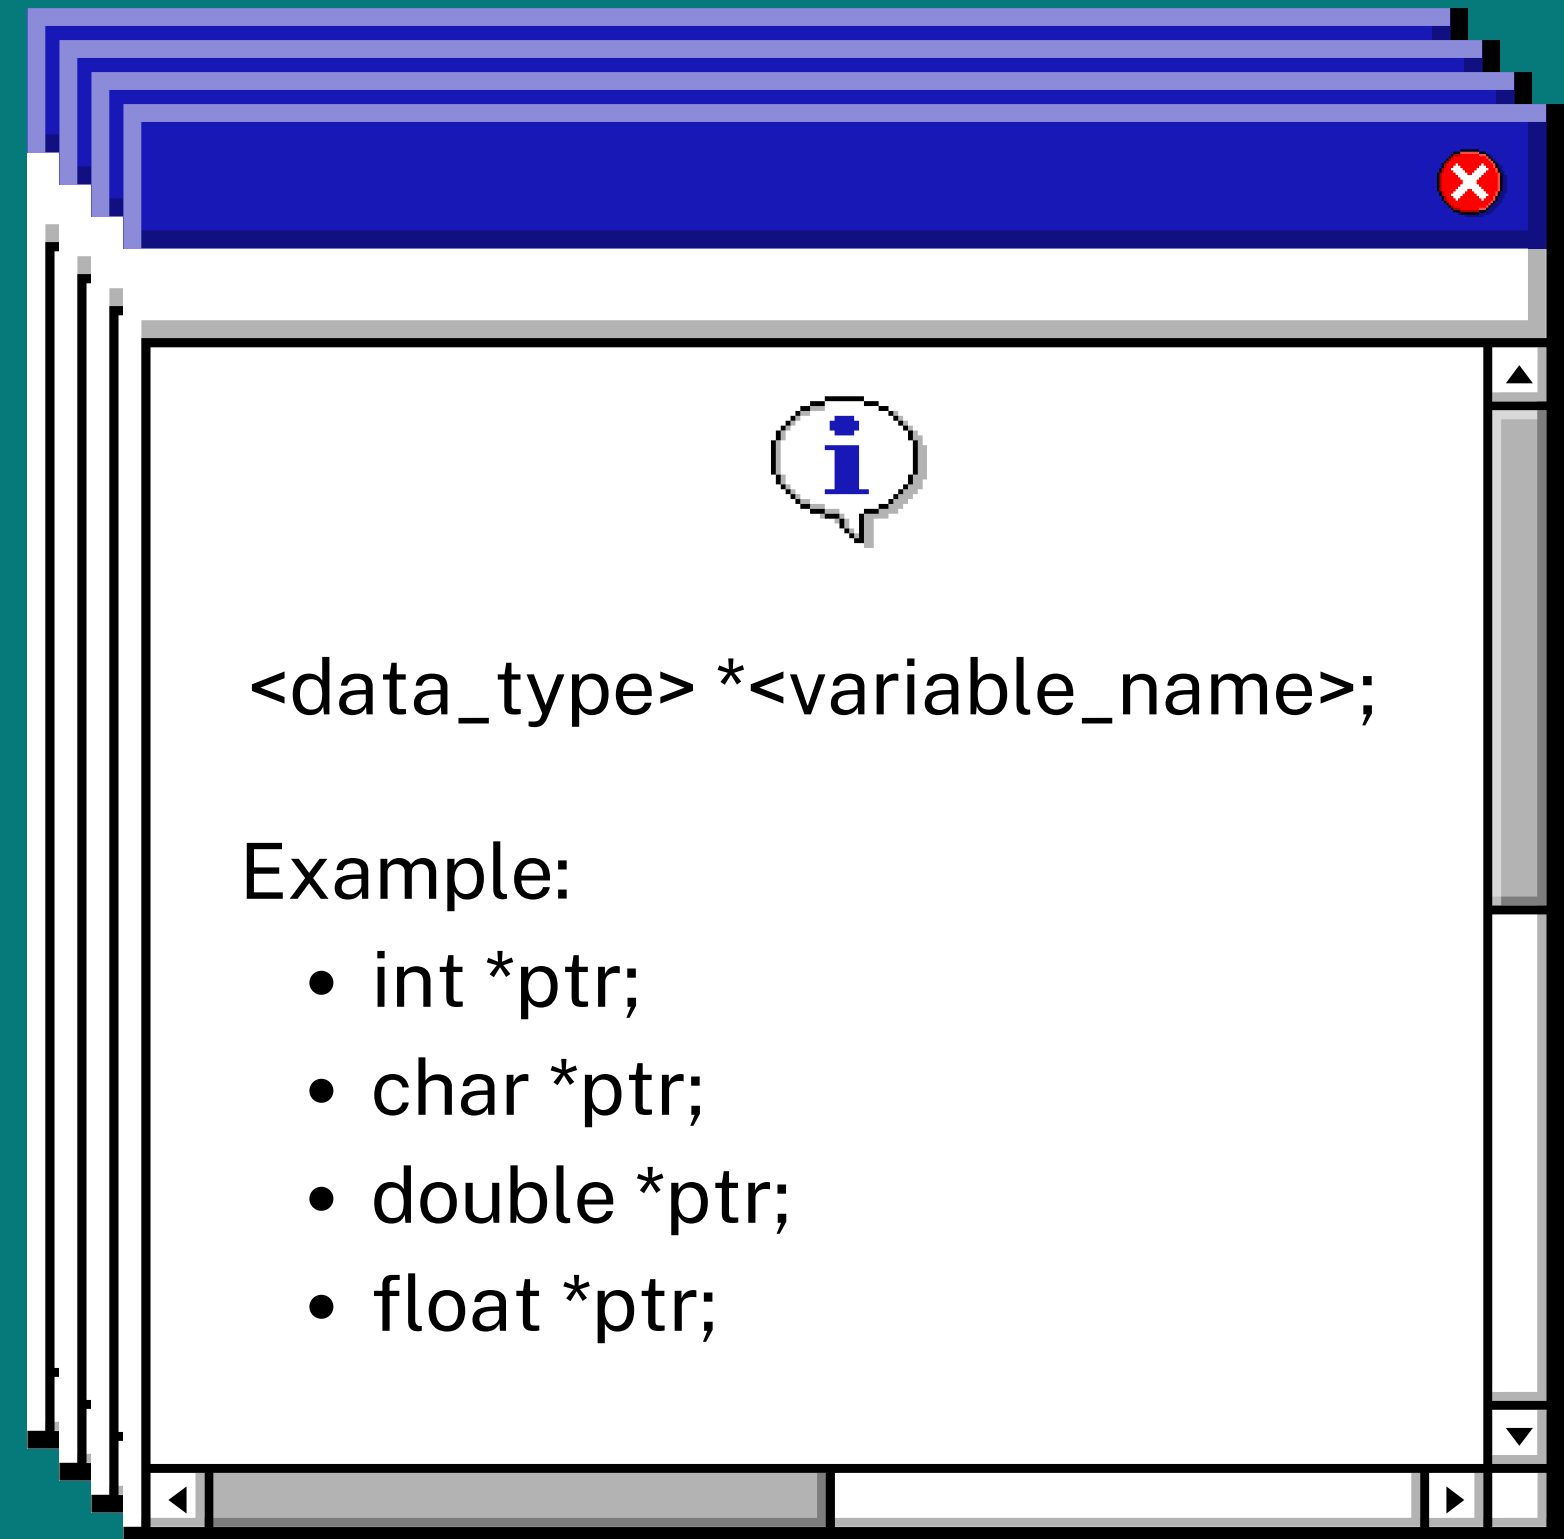 i
<data_type> *<variable_name>;
Example:
• int *ptr;
• char *ptr;
• double *ptr;
• float *ptr;